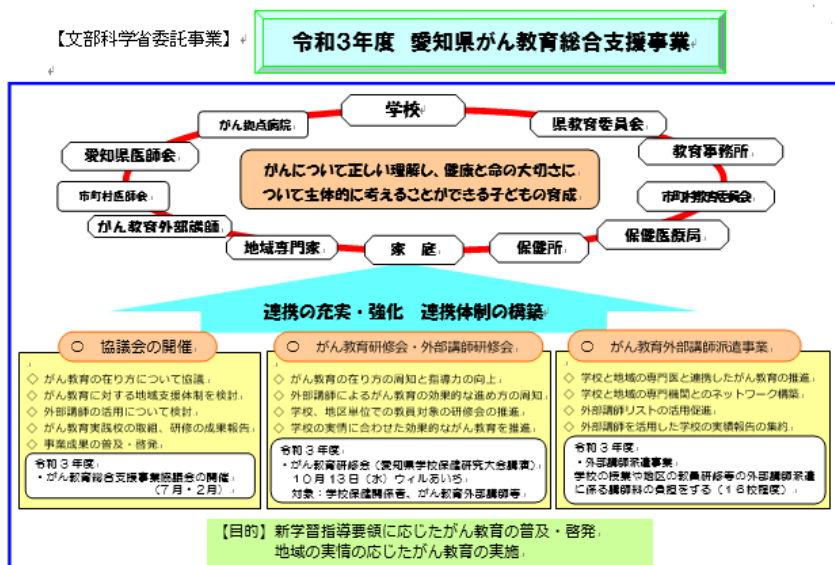 【文部科学省委託事業】
令和3年度 愛知県がん教育総合支援事業
学校
がん拠点病院
県教育委員会
愛知県医師会
教育事務所
がんについて正しい理解し、健康と命の大切さに
ついて主体的に考えることができる子どもの育成
市町村医師会
市町村教育委員会
がん教育外部講師
保健医療局
地域専門家
家庭
保健所
連携の充実・強化 連携体制の構築
○ 協議会の開催
◇ がん教育の在り方について協議
◇ がん教育に対する地域支援体制を検討
◇ 外部講師の活用について検討
◇ がん教育実践校の取組、研修の成果報告
◇ 事業成果の普及・啓発
令和3年度
・がん教育総合支援事業協議会の開催
(7月・2月)
○ がん教育研修会・外部講師研修会
◇ がん教育の在り方の周知と指導力の向上
◇ 外部講師によるがん教育の効果的な進め方の周知
◇ 学校、地区単位での教員対象の研修会の推進
◇ 学校の実情に合わせた効果的ながん教育を推進
令和3年度
・がん教育研修会(愛知県学校保健研究大会講演)
10月13日(水)ウィルあいち
対象:学校保健関係者、がん教育外部講師等
○ がん教育外部講師派遣事業
◇ 学校と地域の専門医と連携したがん教育の推進
◇ 学校と地域の専門機関とのネットワーク構築
◇ 外部講師リストの活用促進
◇ 外部講師を活用した学校の実績報告の集約
令和3年度
・外部講師派遣事業
学校の授業や地区の教員研修等の外部講師派遣
に係る講師料の負担をする(16校程度)
【目的】新学習指導要領に応じたがん教育の普及・啓発
地域の実情の応じたがん教育の実施